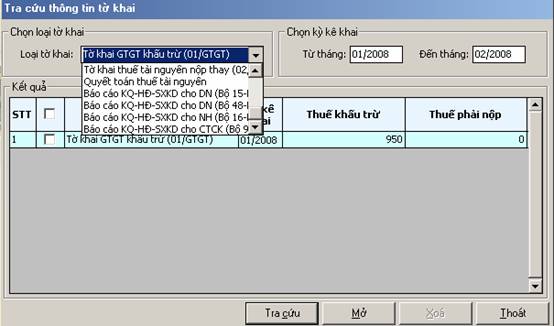 Tra cứu thông tin tờ khai
Chọn loại tờ khai
Loại tờ khai: Tờ khai GTGT khấu trừ (01/GTGT)
Tờ khai thuế tài nguyên nộp thay (02,
Quyết toán thuế tài nguyên
Báo cáo KQ-HĐ-SXKD cho DN (Bộ 15-
Báo cáo KQ-HĐ-SXKD cho DN (Bộ 48-
Báo cáo KQ-HĐ-SXKD cho NH (Bộ 16-
Báo cáo KQ-HĐ-SXKD cho CTCK (Bộ 9
Chọn kỳ kê khai
Từ tháng: 01/2008 Đến tháng: 02/2008
Kết quả
STT kê Thuế khấu trừ Thuế phải nộp
1 Tờ khai GTGT khấu trừ (01/GTGT) 01/2008 950 0
Tra cứu Mở Xoá Thoát